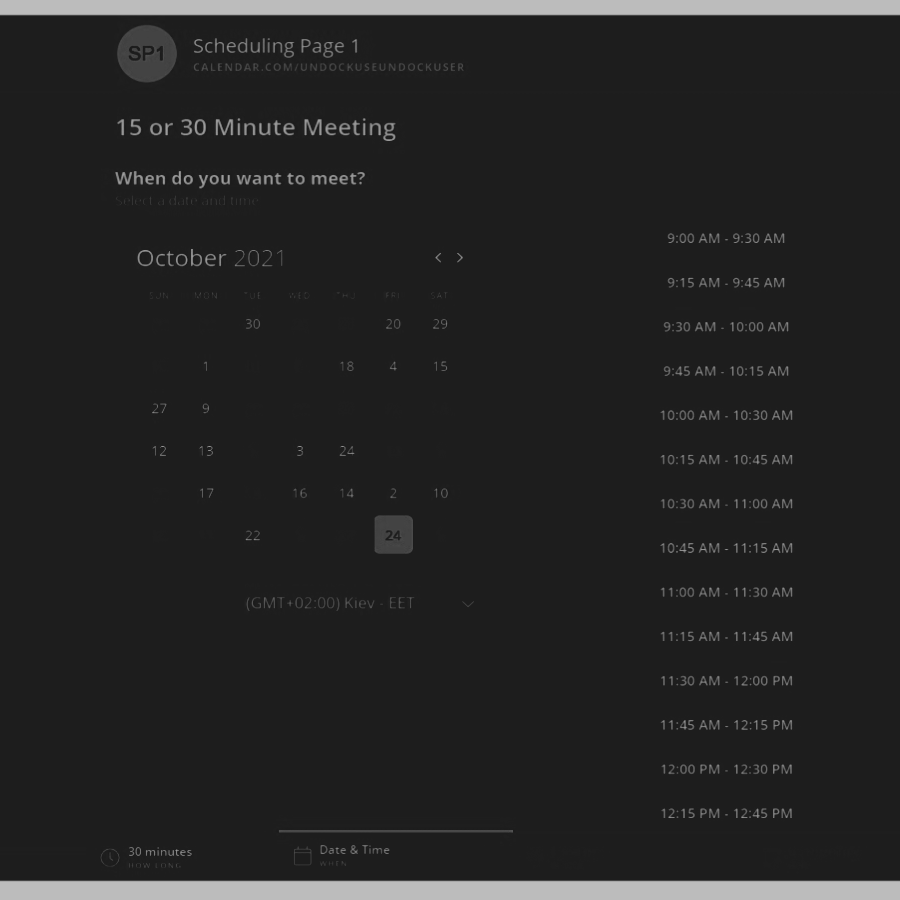 SP1
Scheduling Page 1
CALENDAR.COM/UNDOCKUSEUNDOCKUSER
15 or 30 Minute Meeting
When do you want to meet?
Select a date and time
October 2021
< >
SUN MON TUE WED THU FRI SAT
30 20 29
1 18 4 15
27 9
12 13 3 24
17 16 14 2 10
22 24
(GMT+02:00) Kiev - EET
9:00 AM - 9:30 AM
9:15 AM - 9:45 AM
9:30 AM - 10:00 AM
9:45 AM - 10:15 AM
10:00 AM - 10:30 AM
10:15 AM - 10:45 AM
10:30 AM - 11:00 AM
10:45 AM - 11:15 AM
11:00 AM - 11:30 AM
11:15 AM - 11:45 AM
11:30 AM - 12:00 PM
11:45 AM - 12:15 PM
12:00 PM - 12:30 PM
12:15 PM - 12:45 PM
30 minutes
HOW LONG
Date & Time
WHEN